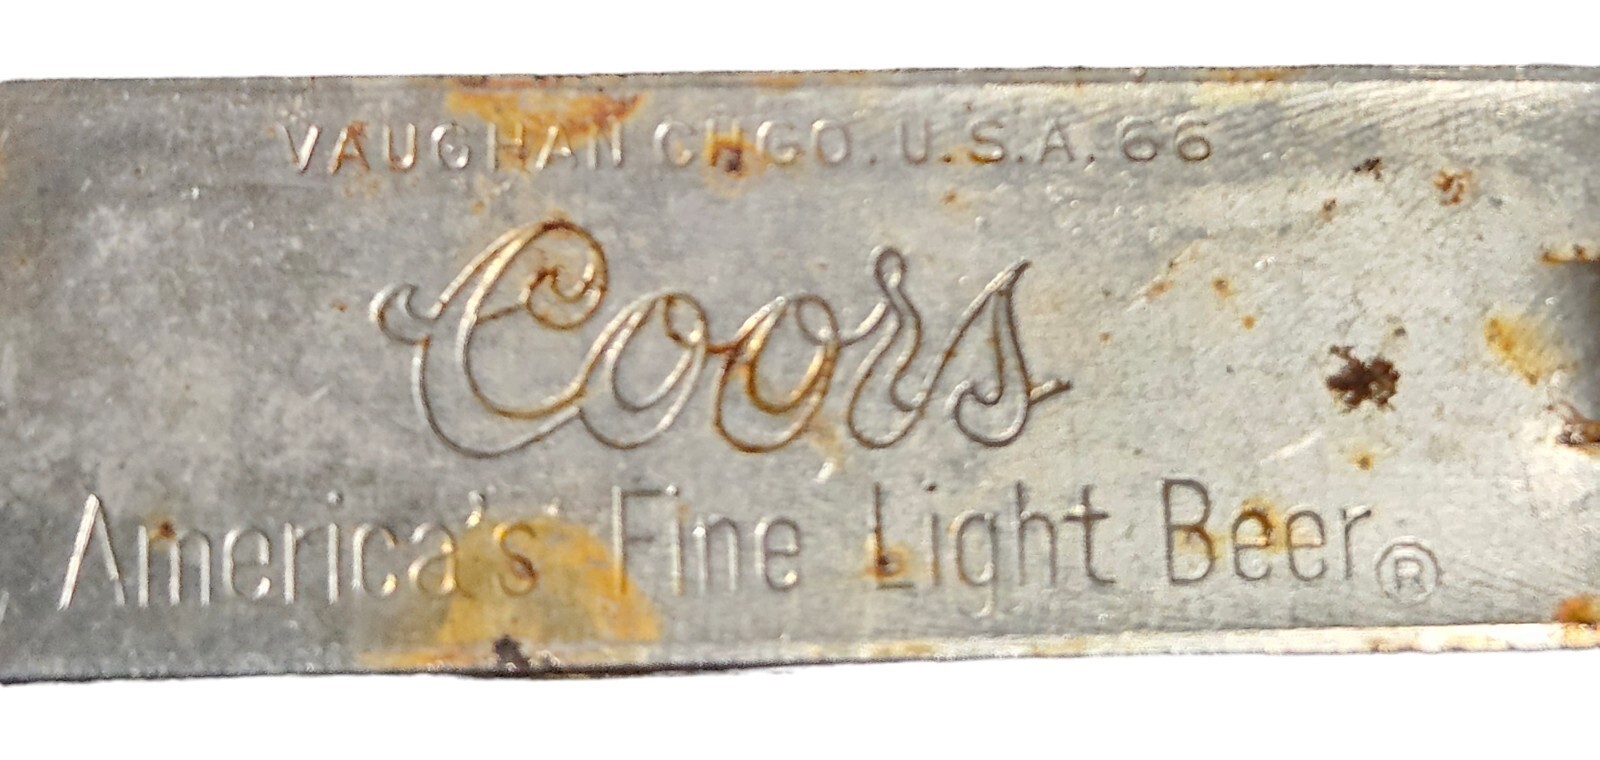 VAUGHAN CHGO. U.S.A. 66
Coors
America's Fine Light Beer®